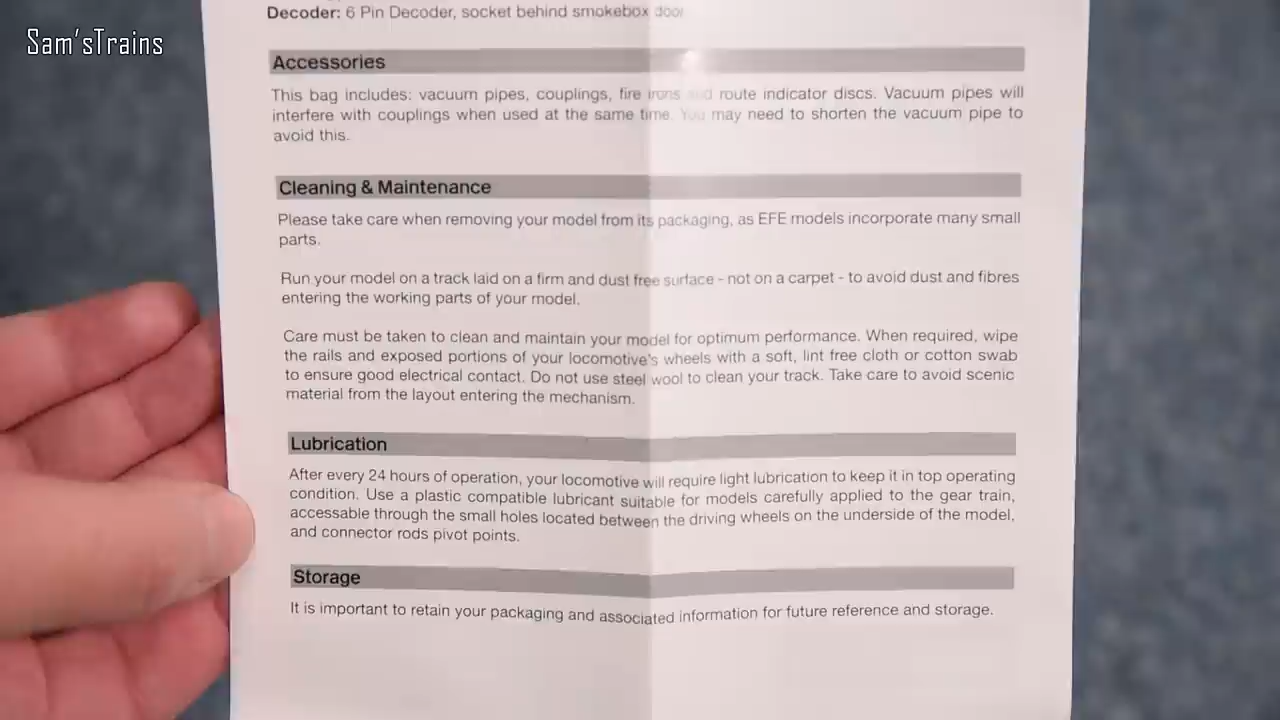 Sam'sTrains
Decoder: 6 Pin Decoder, socket behind smokebox door
Accessories
This bag includes: vacuum pipes, couplings, fire irons and route indicator discs. Vacuum pipes will
interfere with couplings when used at the same time. You may need to shorten the vacuum pipe to
avoid this.
Cleaning & Maintenance
Please take care when removing your model from its packaging, as EFE models incorporate many small
parts.
Run your model on a track laid on a firm and dust free surface - not on a carpet - to avoid dust and fibres
entering the working parts of your model.
Care must be taken to clean and maintain your model for optimum performance. When required, wipe
the rails and exposed portions of your locomotive's wheels with a soft, lint free cloth or cotton swab
to ensure good electrical contact. Do not use steel wool to clean your track. Take care to avoid scenic
material from the layout entering the mechanism.
Lubrication
After every 24 hours of operation, your locomotive will require light lubrication to keep it in top operating
condition. Use a plastic compatible lubricant suitable for models carefully applied to the gear train,
accessable through the small holes located between the driving wheels on the underside of the model,
and connector rods pivot points.
Storage
It is important to retain your packaging and associated information for future reference and storage.